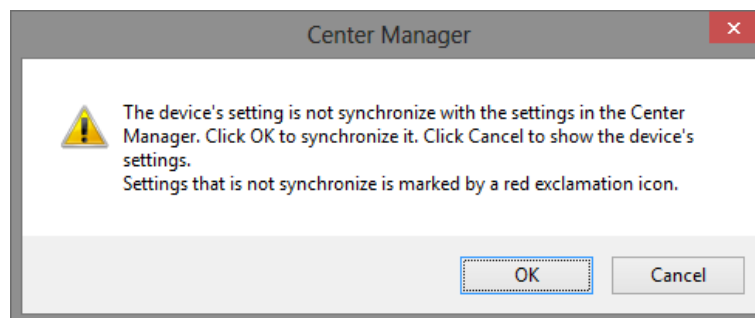 Center Manager
The device's setting is not synchronize with the settings in the Center
Manager. Click OK to synchronize it. Click Cancel to show the device's
settings.
Settings that is not synchronize is marked by a red exclamation icon.
OK
Cancel